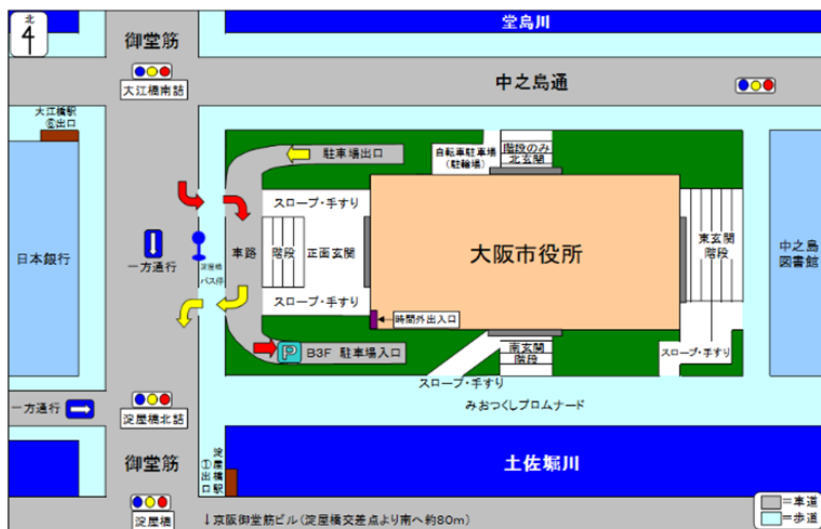 北
堂島川
御堂筋
中之島通
大江橋南詰
大江橋駅
⑥出口
駐車場出口
自転車駐車場
(駐輪場)
階段のみ
北玄関
スロープ・手すり
日本銀行
一方通行
淀屋橋
バス停
車路
階段
正面玄関
大阪市役所
東玄関
階段
中之島
図書館
スロープ・手すり
時間外出入口
P
B3F 駐車場入口
南玄関
階段
スロープ・手すり
スロープ・手すり
一方通行
みおつくしプロムナード
淀屋橋北詰
御堂筋
淀屋橋駅
①出口
土佐堀川
淀屋橋
↓京阪御堂筋ビル(淀屋橋交差点より南へ約80m)
=車道
=歩道